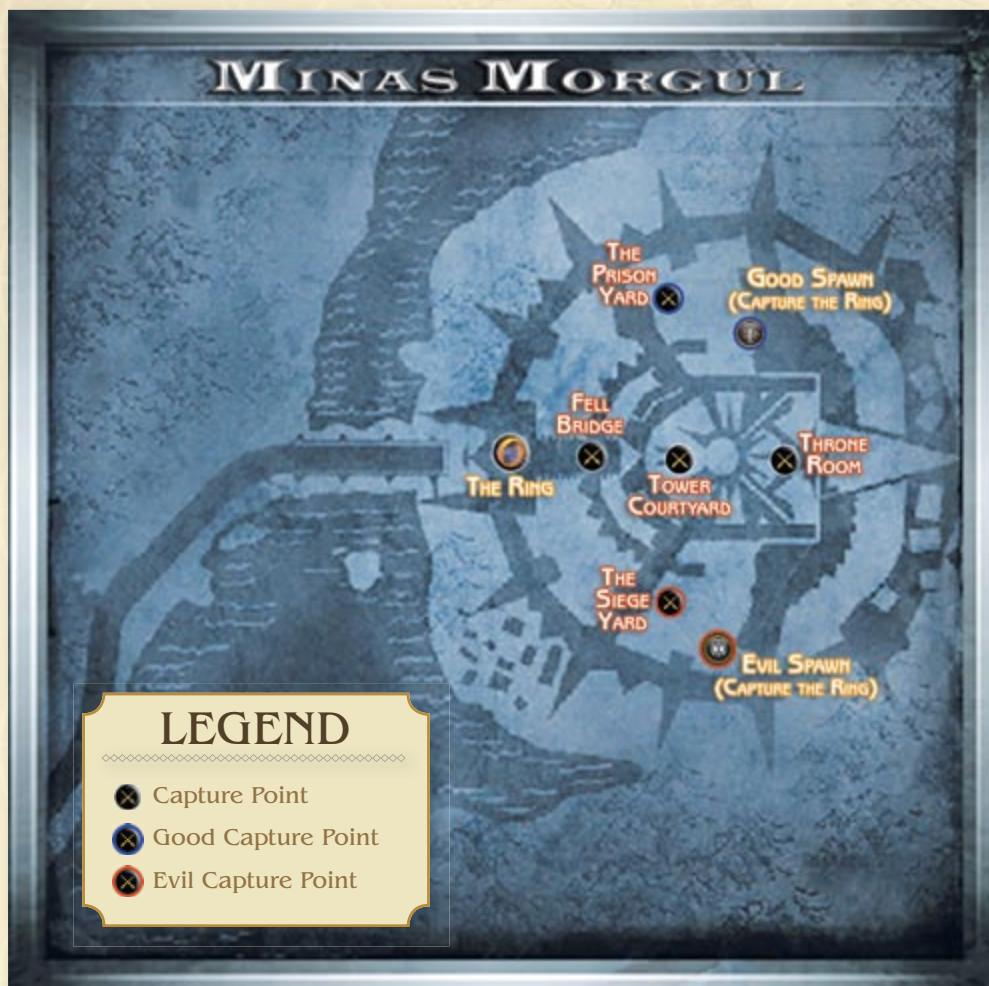 MINAS MORGUL
THE
PRISON
YARD
GOOD SPAWN
(CAPTURE THE RING)
FELL
BRIDGE
THRONE
ROOM
THE RING
TOWER
COURTYARD
THE
SIEGE
YARD
EVIL SPAWN
(CAPTURE THE RING)
LEGEND
Capture Point
Good Capture Point
Evil Capture Point